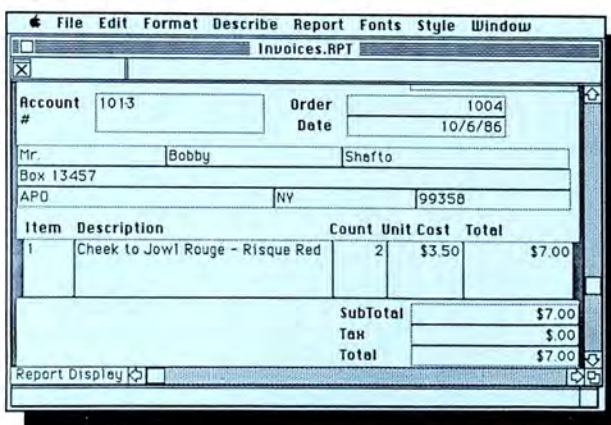 File Edit Format Describe Report Fonts Style Window
Invoices.RPT
Account # 1013 Order 1004
Date 10/6/86
Mr. Bobby Shafto
Box 13457
APO NY 99358
Item Description Count Unit Cost Total
1 Cheek to Jowl Rouge - Risque Red 2 $3.50 $7.00
SubTotal $7.00
Tax $.00
Total $7.00
Report Display